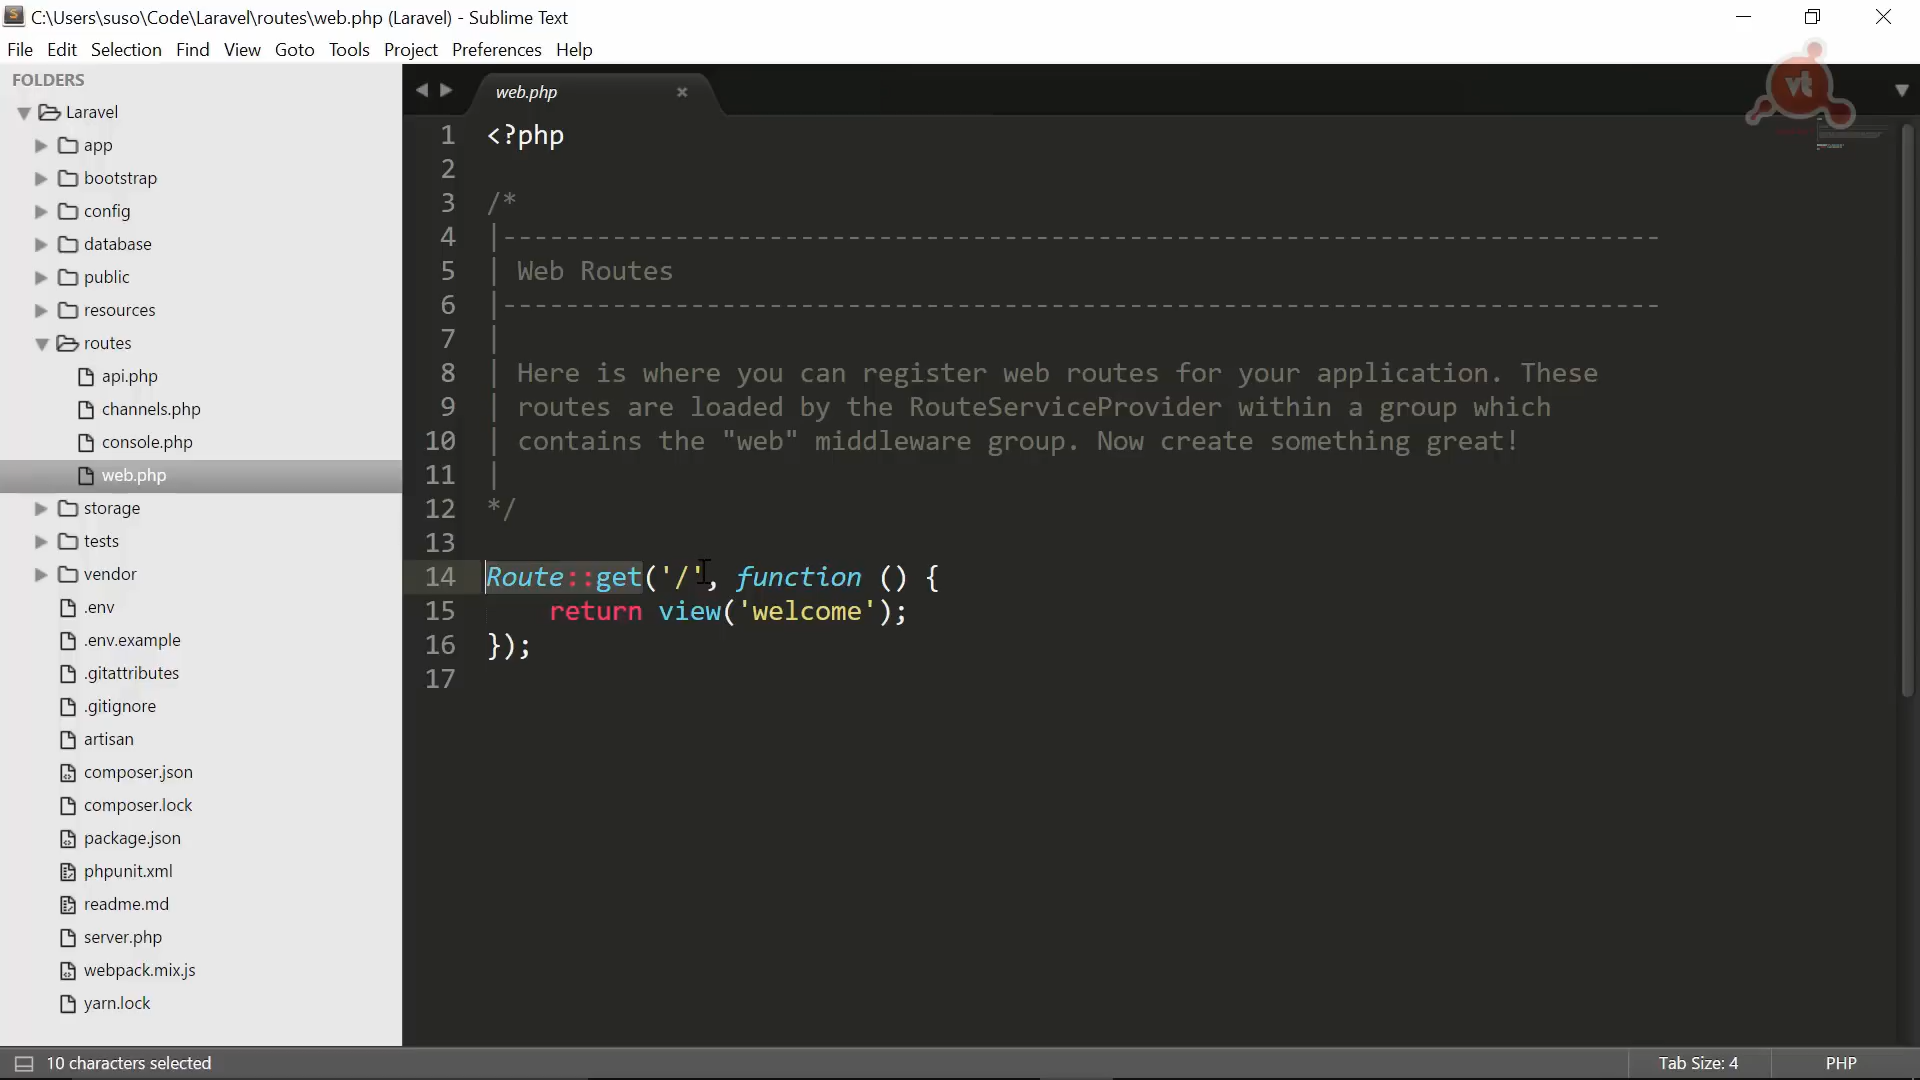 C:\Users\suso\Code\Laravel\routes\web.php (Laravel) - Sublime Text
File Edit Selection Find View Goto Tools Project Preferences Help
FOLDERS
Laravel
app
bootstrap
config
database
public
resources
routes
api.php
channels.php
console.php
web.php
storage
tests
vendor
.env
.env.example
.gitattributes
.gitignore
artisan
composer.json
composer.lock
package.json
phpunit.xml
readme.md
server.php
webpack.mix.js
yarn.lock
web.php
vt
1 <?php
2
3 /*
4 |--------------------------------------------------------------------------
5 | Web Routes
6 |--------------------------------------------------------------------------
7 |
8 | Here is where you can register web routes for your application. These
9 | routes are loaded by the RouteServiceProvider within a group which
10 | contains the "web" middleware group. Now create something great!
11 |
12 */
13
14 Route::get('/', function () {
15     return view('welcome');
16 });
17
10 characters selected
Tab Size: 4
PHP